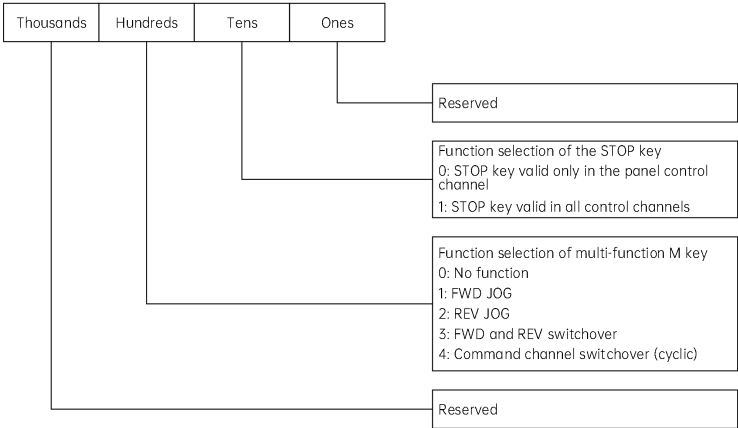 Thousands Hundreds Tens Ones
Reserved
Function selection of the STOP key
0: STOP key valid only in the panel control
channel
1: STOP key valid in all control channels
Function selection of multi-function M key
0: No function
1: FWD JOG
2: REV JOG
3: FWD and REV switchover
4: Command channel switchover (cyclic)
Reserved